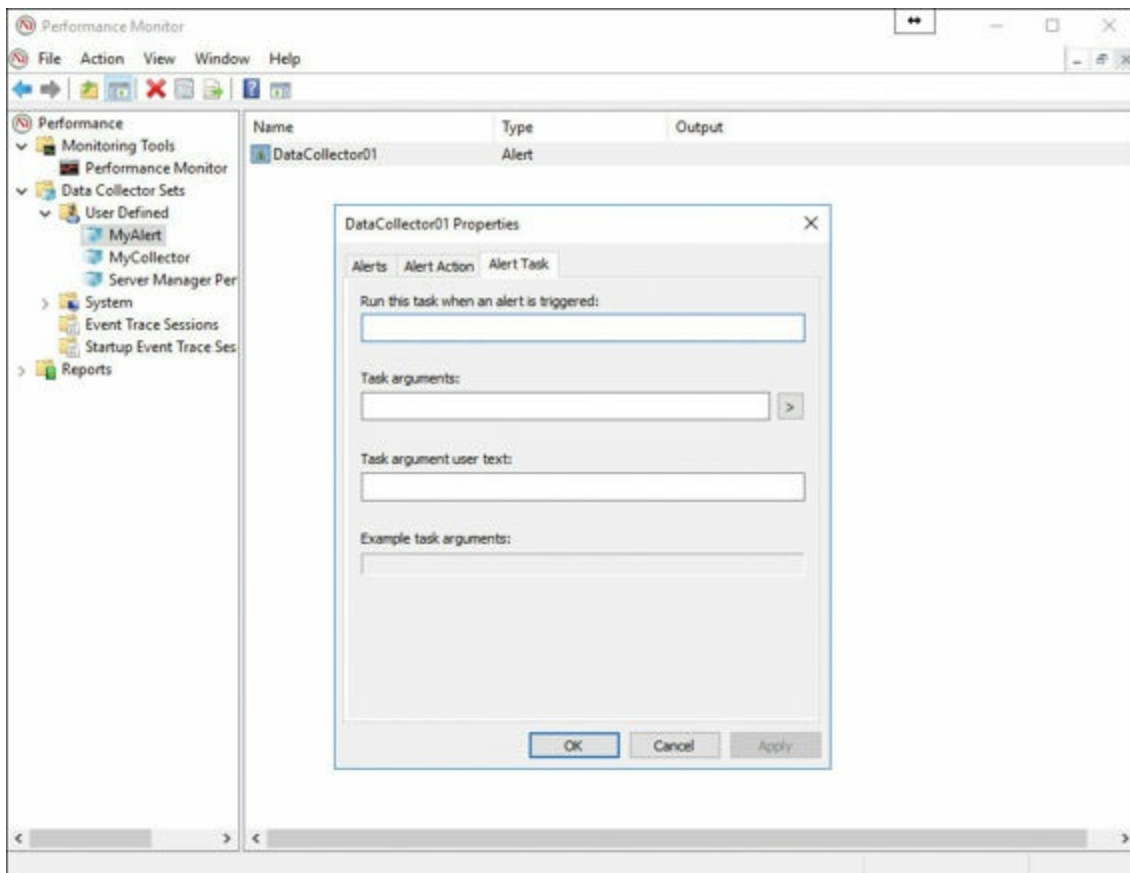 Performance Monitor
File Action View Window Help
Performance
Monitoring Tools
Performance Monitor
Data Collector Sets
User Defined
MyAlert
MyCollector
Server Manager Per
System
Event Trace Sessions
Startup Event Trace Ses
Reports
Name Type Output
DataCollector01 Alert
DataCollector01 Properties
Alerts Alert Action Alert Task
Run this task when an alert is triggered:
Task arguments:
>
Task argument user text:
Example task arguments:
OK Cancel Apply